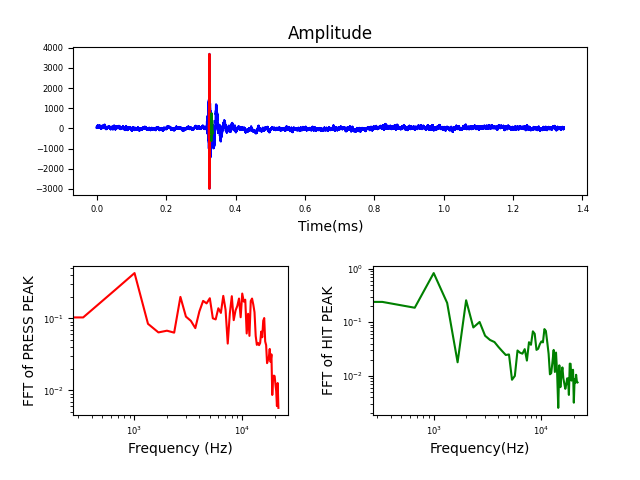 Amplitude
4000
3000
2000
1000
0
−1000
−2000
−3000
0.0 0.2 0.4 0.6 0.8 1.0 1.2 1.4
Time(ms)
FFT of PRESS PEAK
10⁻¹
10⁻²
10³ 10⁴
Frequency (Hz)
FFT of HIT PEAK
10⁰
10⁻¹
10⁻²
10³ 10⁴
Frequency(Hz)